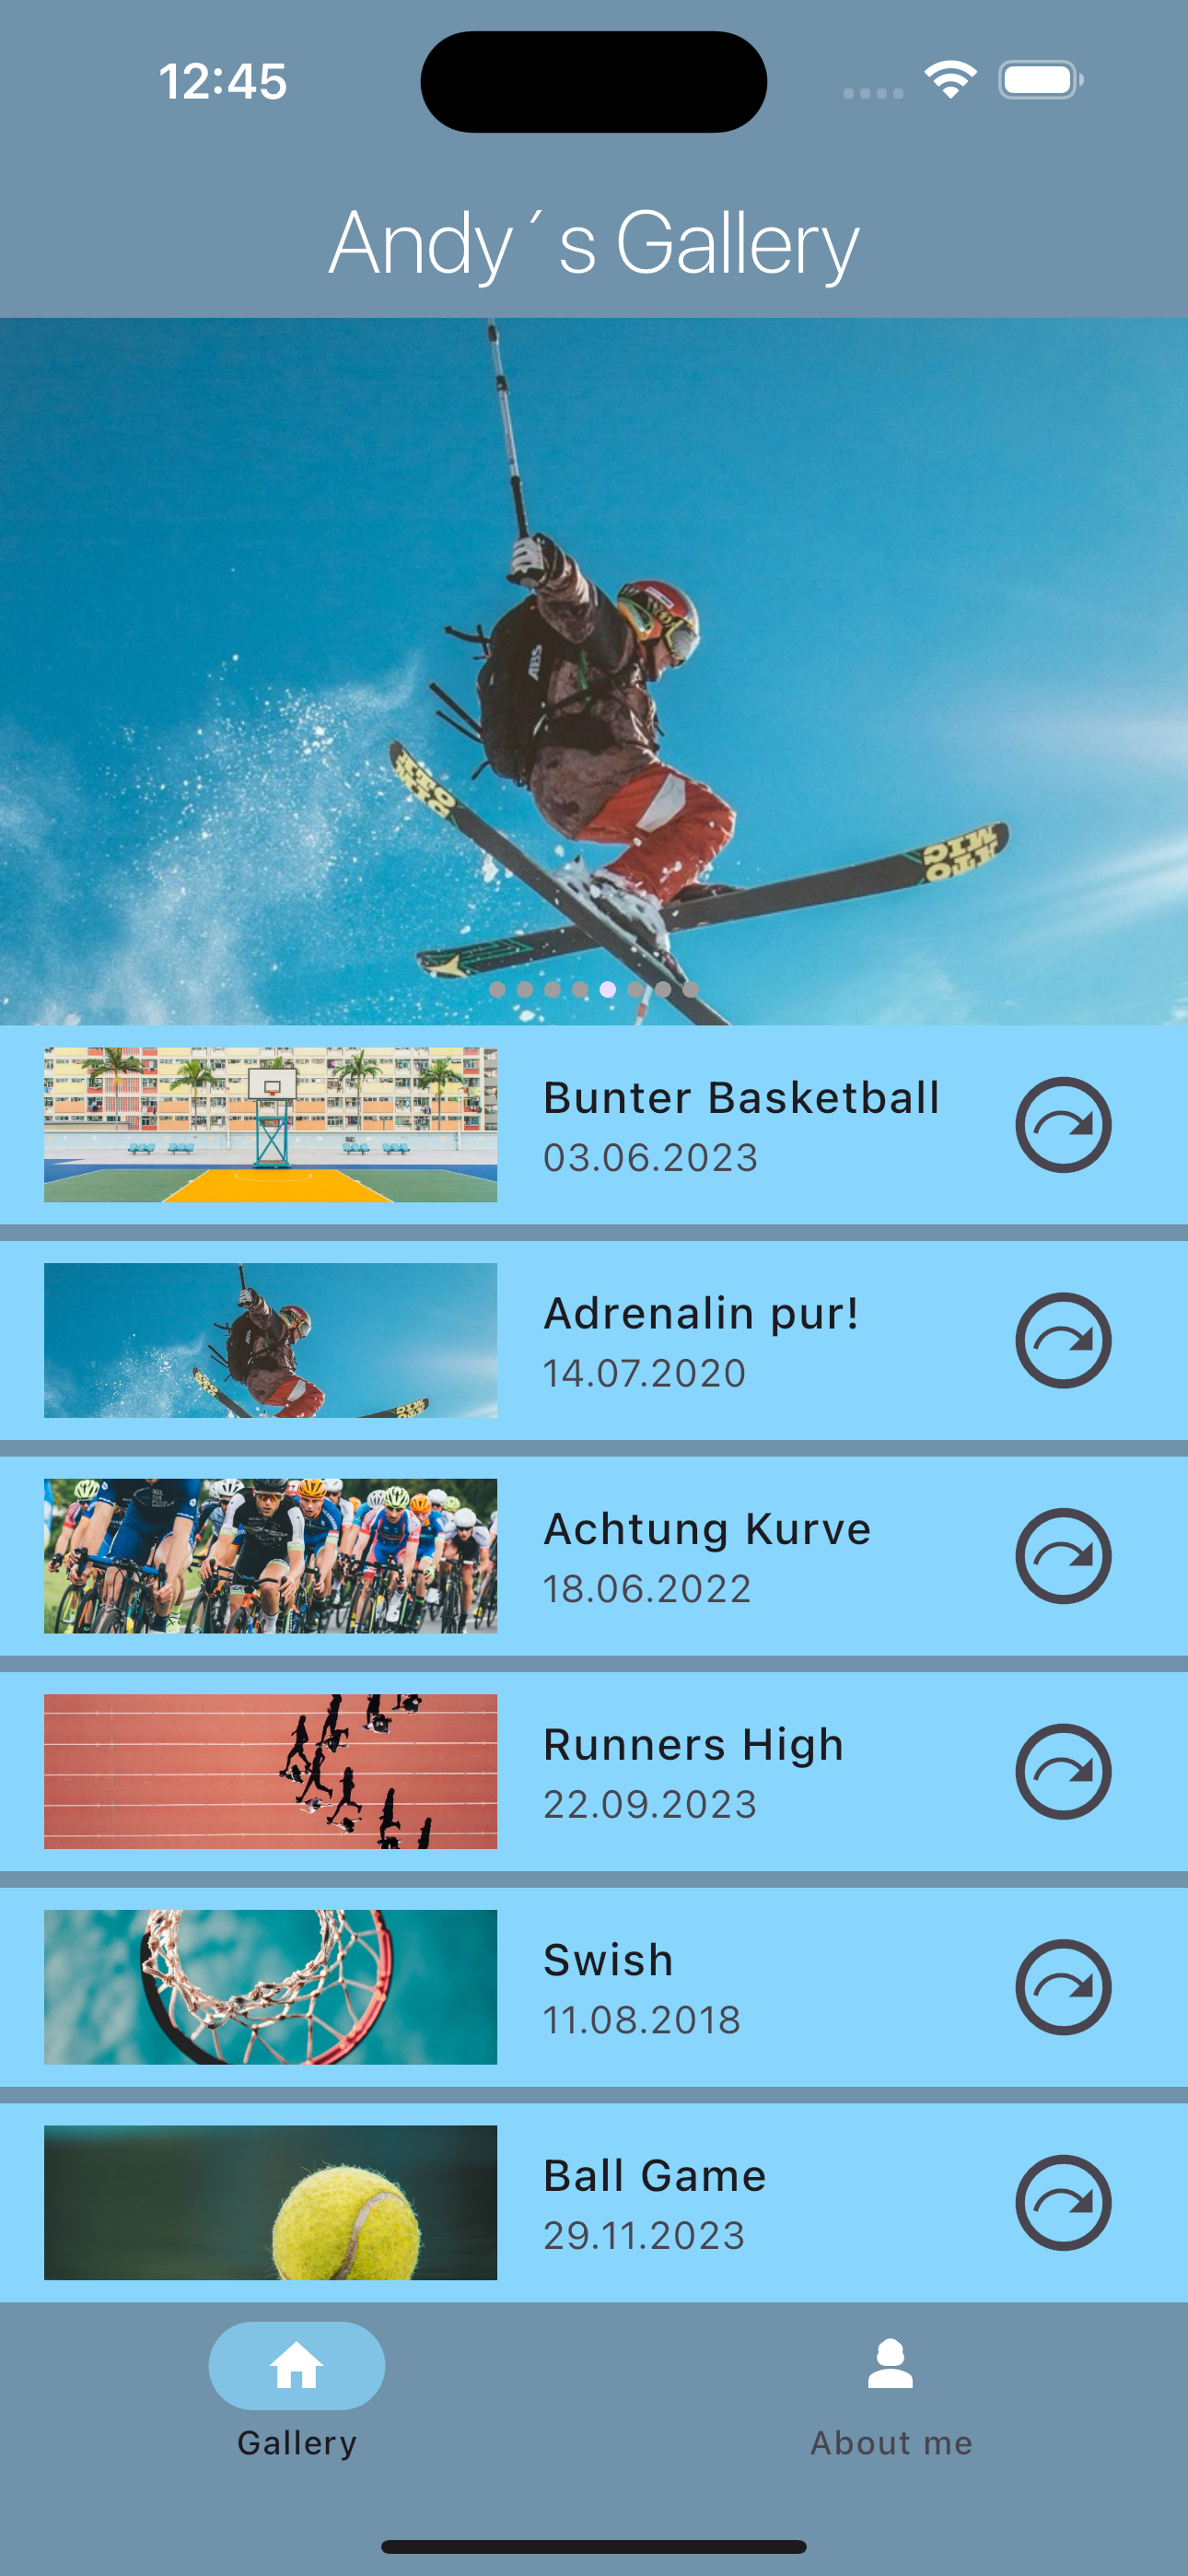 12:45
Andy´s Gallery
ABS
Bunter Basketball
03.06.2023
Adrenalin pur!
14.07.2020
Achtung Kurve
18.06.2022
Runners High
22.09.2023
Swish
11.08.2018
Ball Game
29.11.2023
Gallery
About me